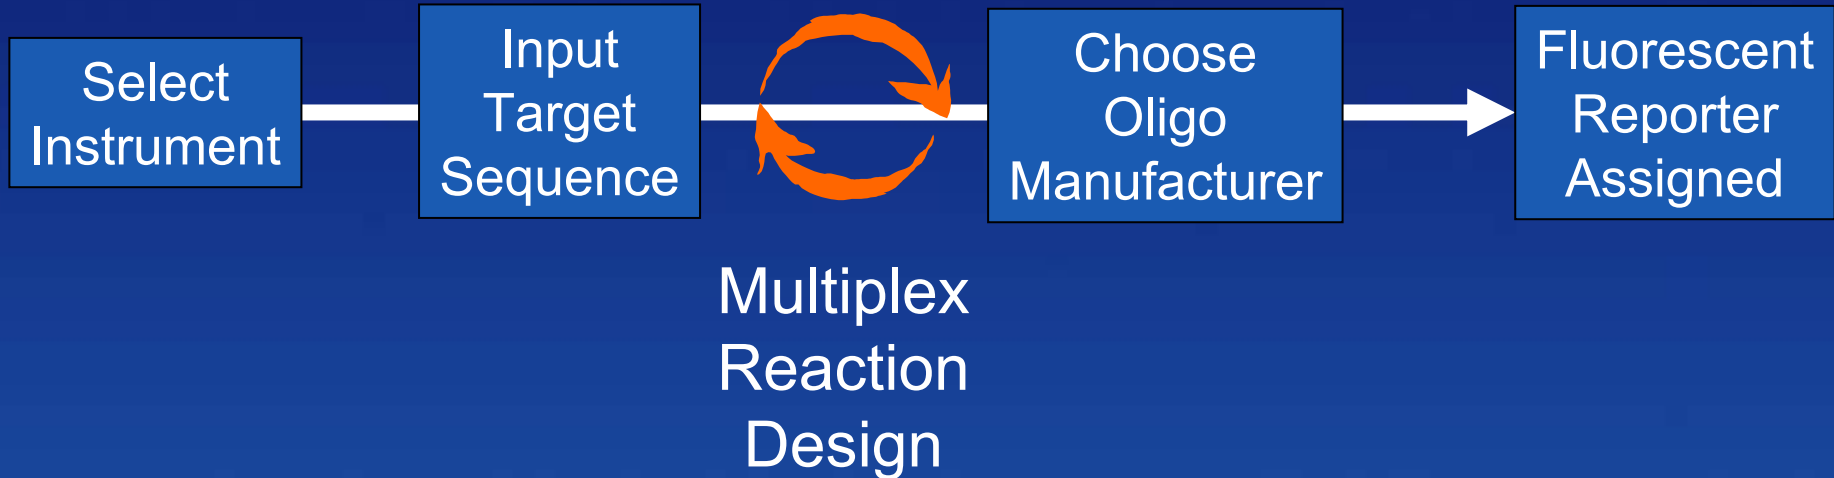 Select
Instrument
Input
Target
Sequence
Choose
Oligo
Manufacturer
Fluorescent
Reporter
Assigned
Multiplex
Reaction
Design